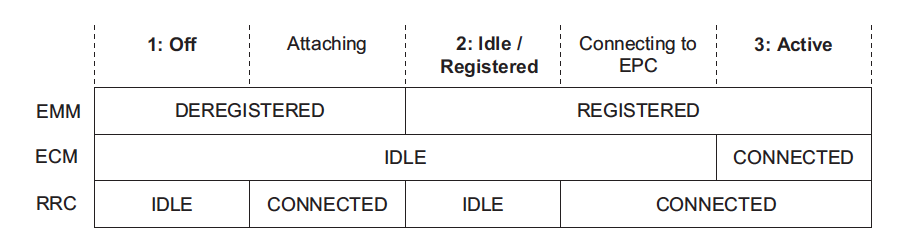 1: Off
Attaching
2: Idle /
Registered
Connecting to
EPC
3: Active
EMM
DEREGISTERED
REGISTERED
ECM
IDLE
CONNECTED
RRC
IDLE
CONNECTED
IDLE
CONNECTED